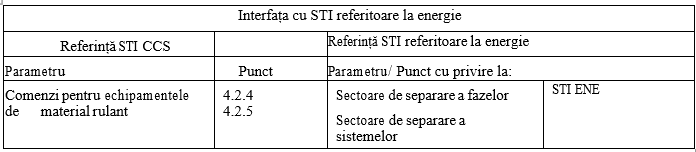 Interfața cu STI referitoare la energie
Referință STI CCS
Referință STI referitoare la energie
Parametru Punct Parametru/ Punct cu privire la:
Comenzi pentru echipamentele de material rulant
4.2.4
4.2.5
Sectoare de separare a fazelor
Sectoare de separare a sistemelor
STI ENE